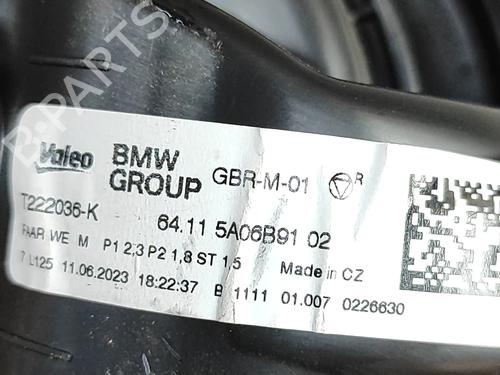 B-PARTS
Valeo BMW GROUP GBR-M-01 R
T222036-K 64.11 5A06B91 02
FAAR WE M P1 2,3 P2 1,8 ST 1,5 Made in CZ
7 L125 11.06.2023 18:22:37 B 1111 01.007 0226630